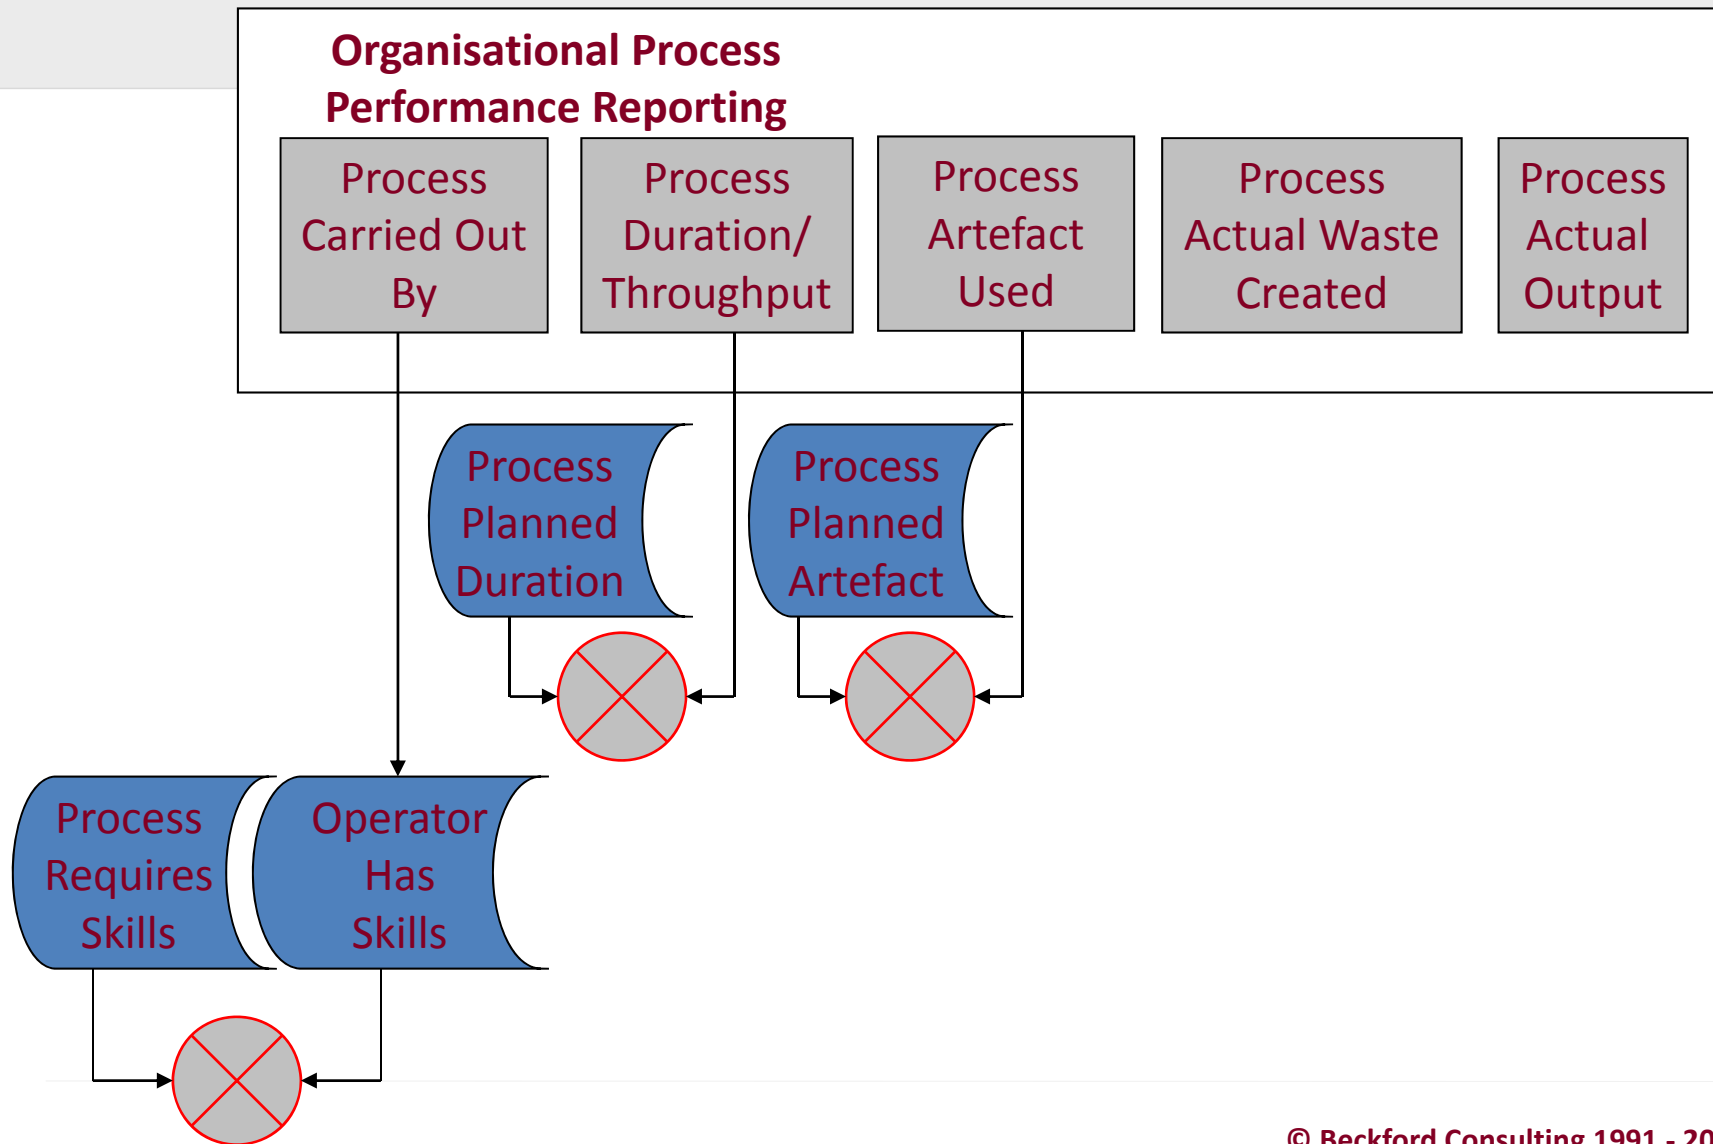 Organisational Process
Performance Reporting
Process
Carried Out
By
Process
Duration/
Throughput
Process
Artefact
Used
Process
Actual Waste
Created
Process
Actual
Output
Process
Planned
Duration
Process
Planned
Artefact
Process
Requires
Skills
Operator
Has
Skills
© Beckford Consulting 1991 - 20